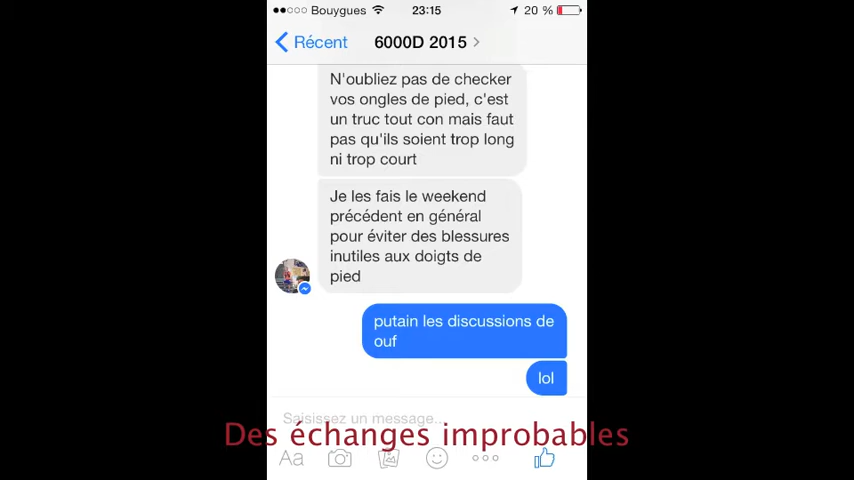 Bouygues 23:15 20 %
Récent 6000D 2015
N'oubliez pas de checker
vos ongles de pied, c'est
un truc tout con mais faut
pas qu'ils soient trop long
ni trop court
Je les fais le weekend
précédent en général
pour éviter des blessures
inutiles aux doigts de
pied
putain les discussions de
ouf
lol
Saisissez un message...
Des échanges improbables
Aa